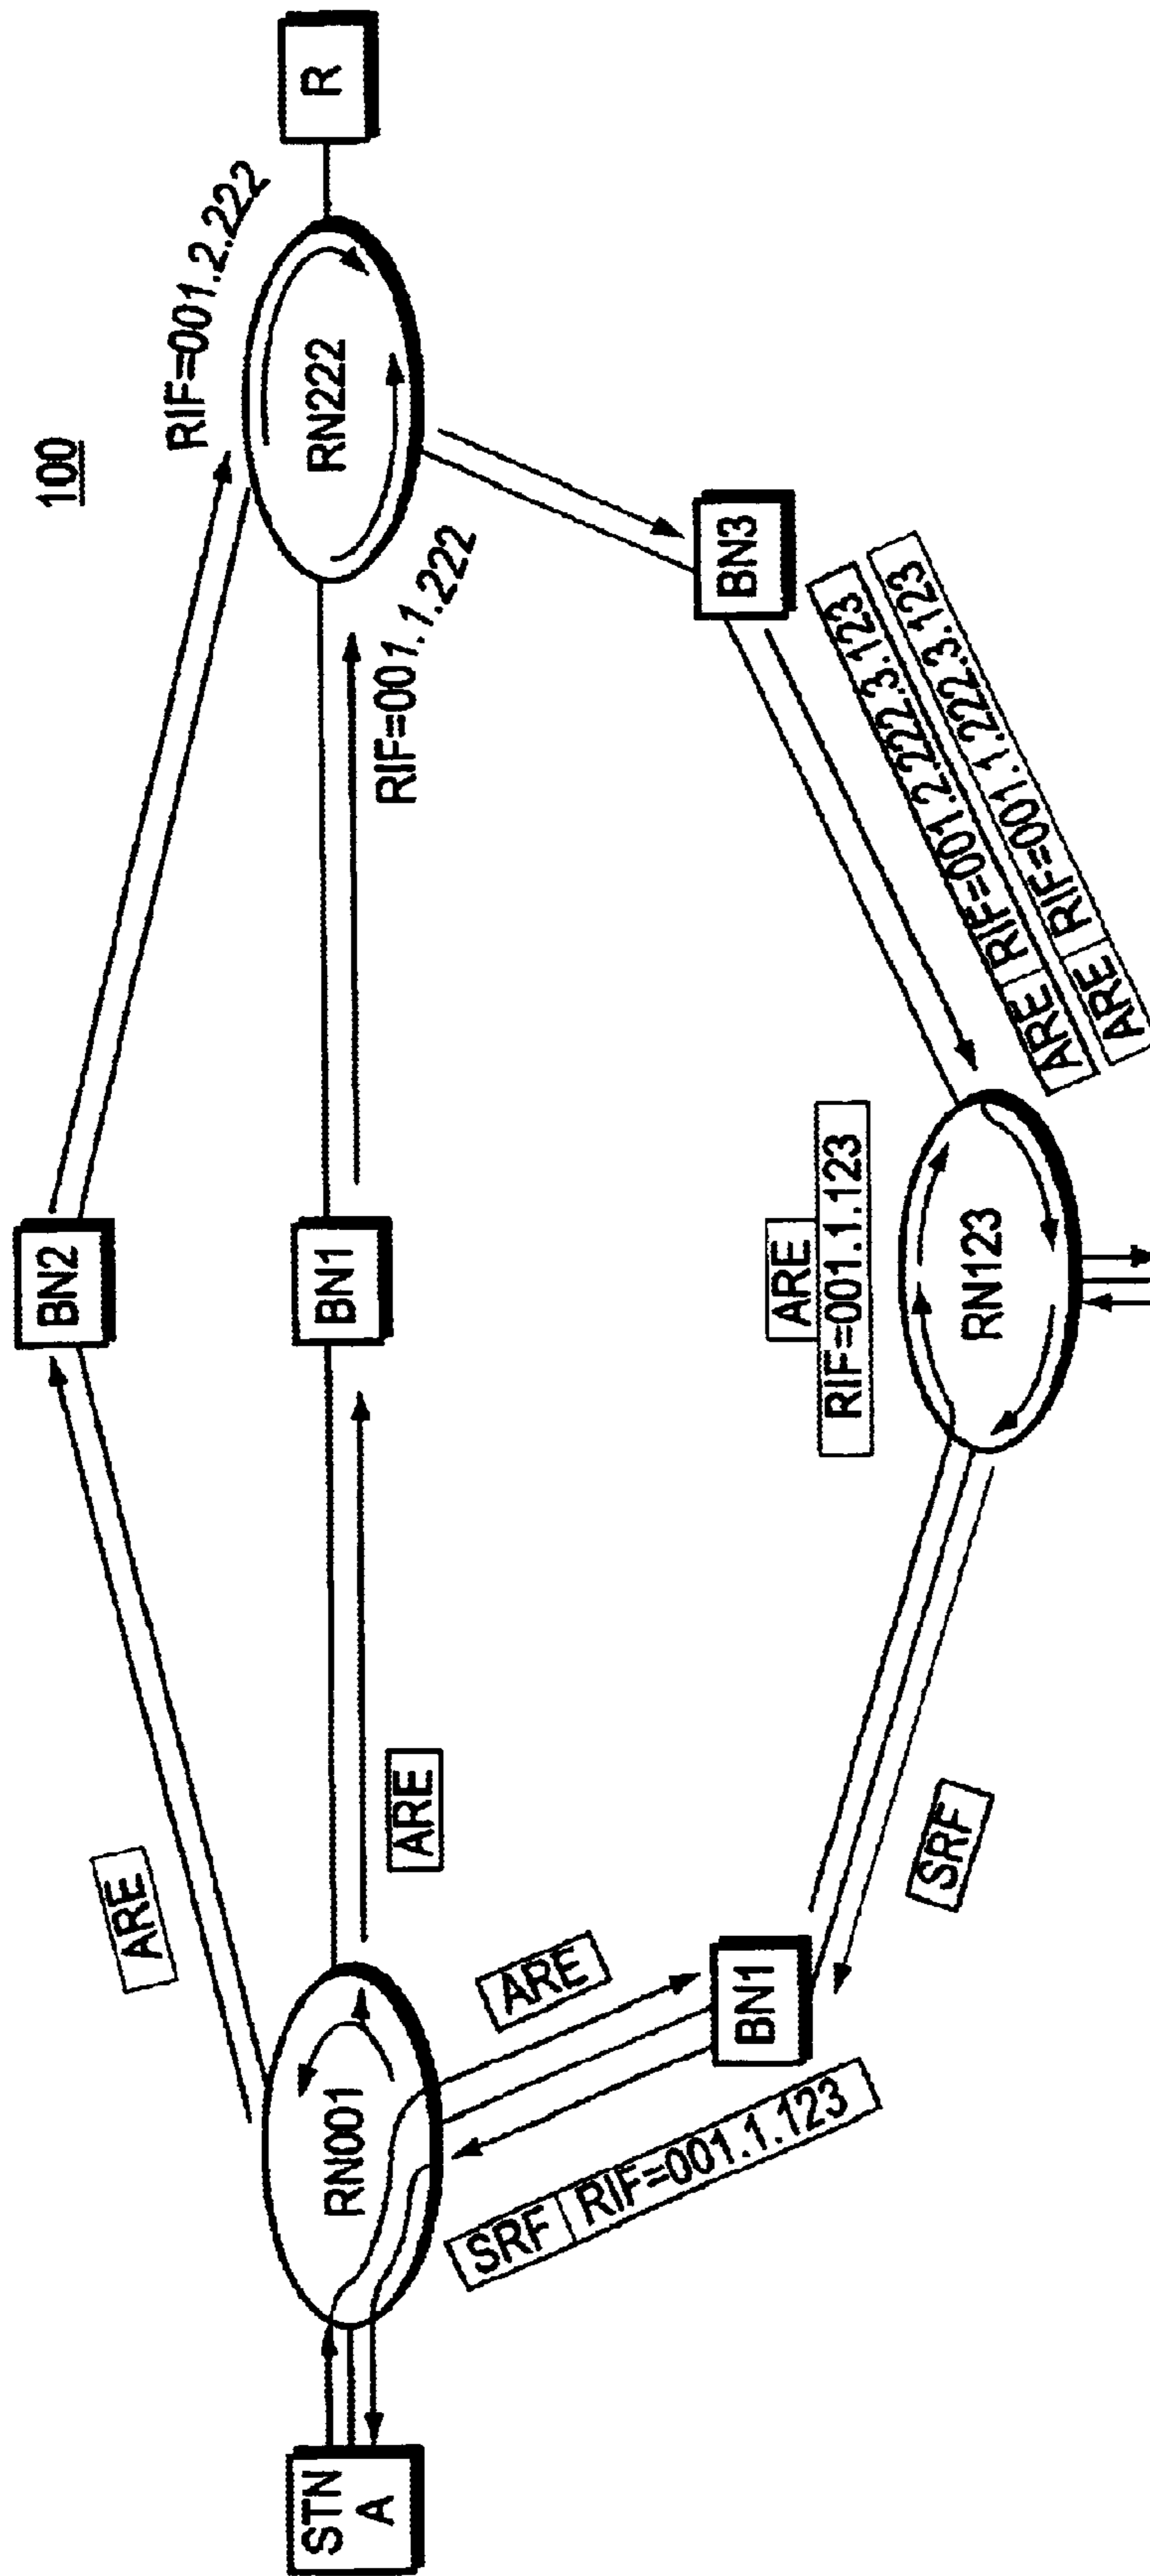 100
BN2
ARE
RIF=001.2.222
STN
A
RN001
ARE
BN1
RIF=001.1.222
RN222
R
ARE
SRF RIF=001.1.123
BN1
SRF
ARE
RIF=001.1.123
RN123
BN3
ARE RIF=001.2.222.3.123
ARE RIF=001.1.222.3.123